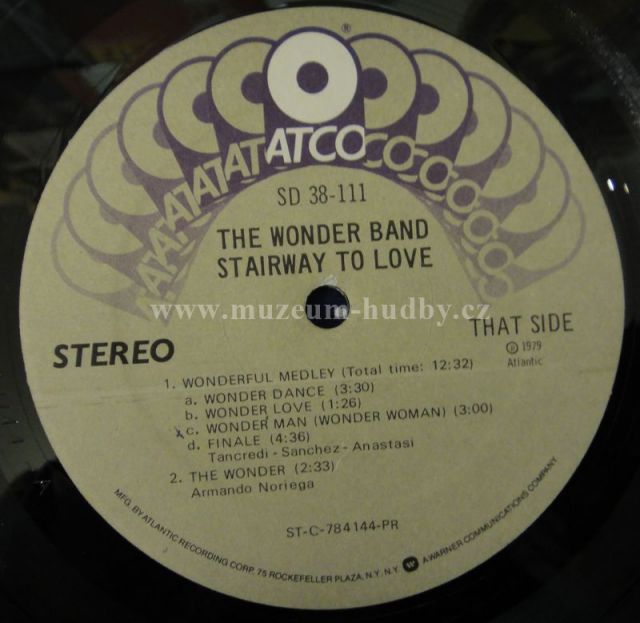 ®
ATATATATATCOCOCOCOCOCO
SD 38-111
THE WONDER BAND
STAIRWAY TO LOVE
www.muzeum-hudby.cz
STEREO
THAT SIDE
℗ 1979
Atlantic
1. WONDERFUL MEDLEY (Total time: 12:32)
a. WONDER DANCE (3:30)
b. WONDER LOVE (1:26)
c. WONDER MAN (WONDER WOMAN) (3:00)
d. FINALE (4:36)
Tancredi - Sanchez - Anastasi
2. THE WONDER (2:33)
Armando Noriega
ST-C-784144-PR
MFG. BY ATLANTIC RECORDING CORP. 75 ROCKEFELLER PLAZA, N.Y. N.Y. A WARNER COMMUNICATIONS COMPANY